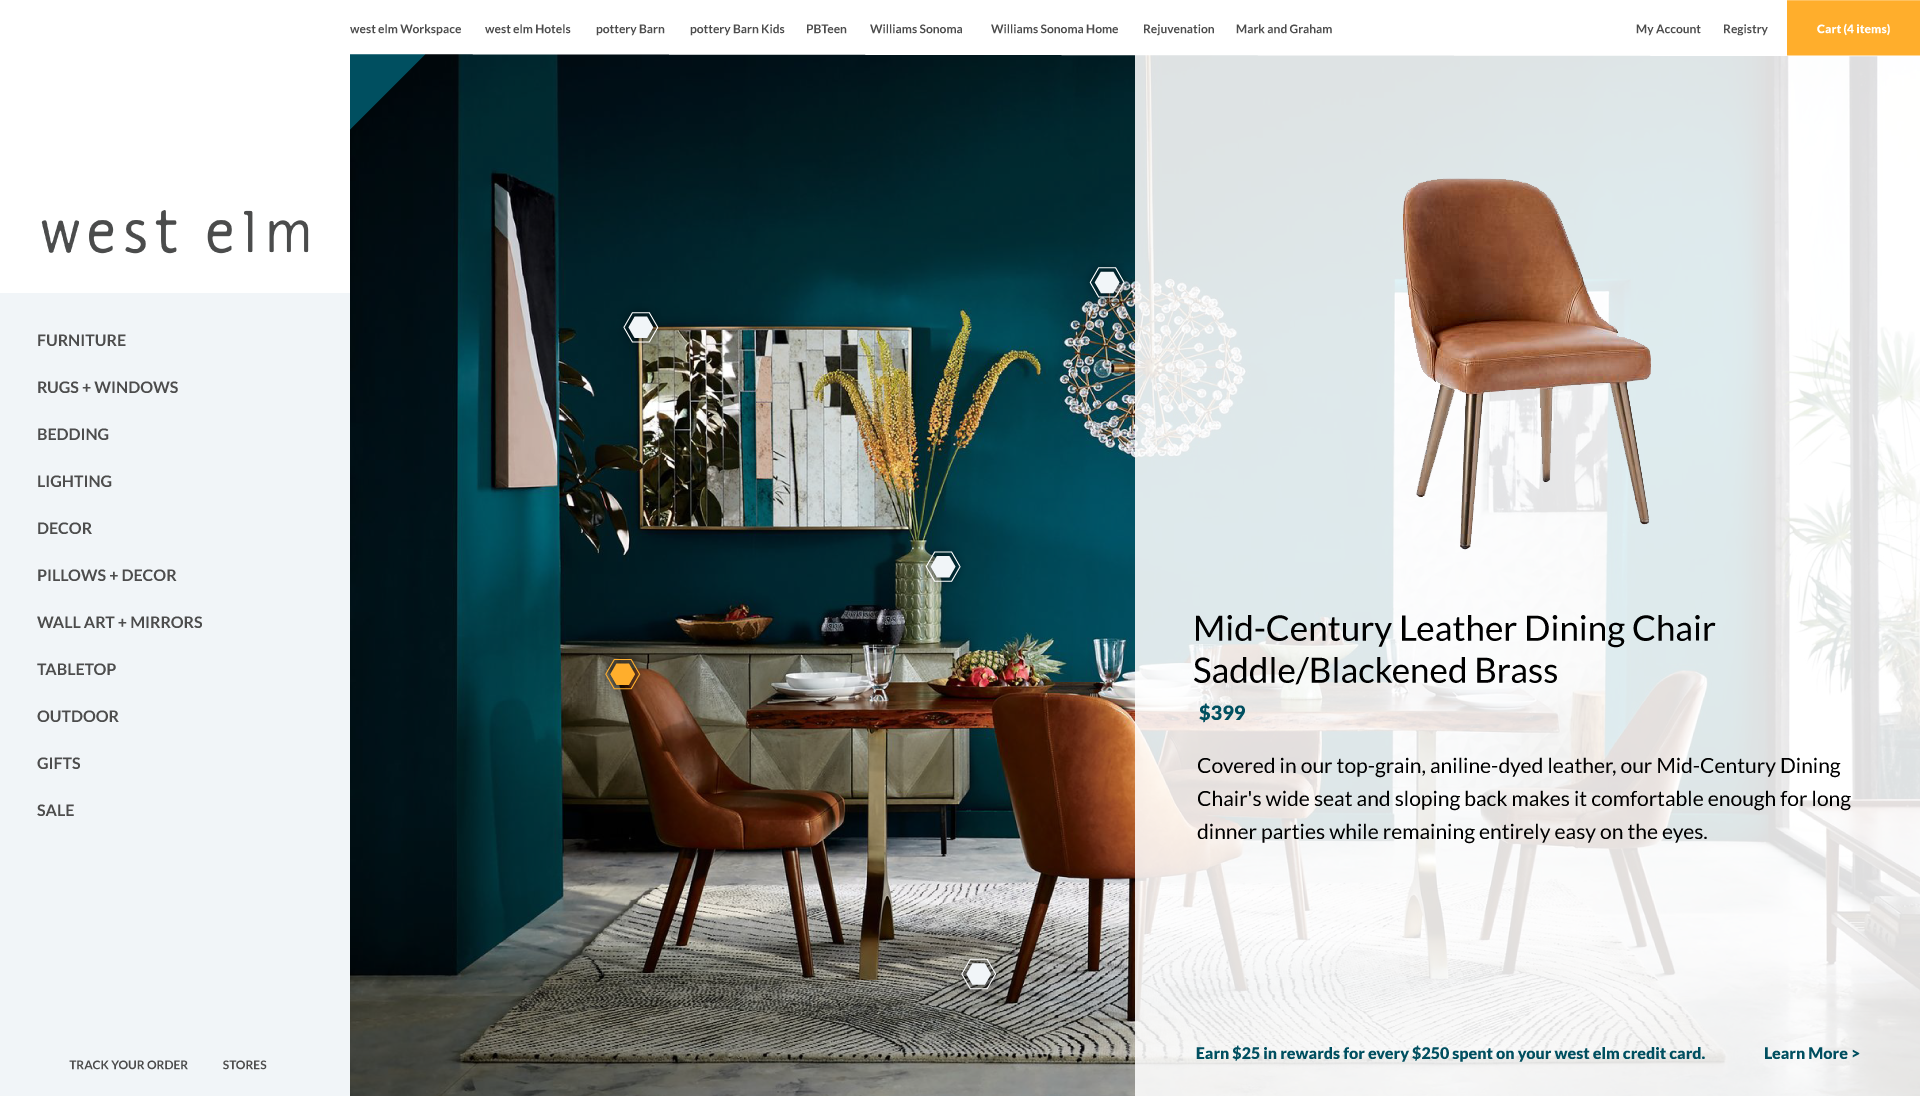 west elm Workspace
west elm Hotels
pottery Barn
pottery Barn Kids
PBTeen
Williams Sonoma
Williams Sonoma Home
Rejuvenation
Mark and Graham
My Account
Registry
Cart (4 items)
west elm
FURNITURE
RUGS + WINDOWS
BEDDING
LIGHTING
DECOR
PILLOWS + DECOR
WALL ART + MIRRORS
TABLETOP
OUTDOOR
GIFTS
SALE
TRACK YOUR ORDER
STORES
Mid-Century Leather Dining Chair
Saddle/Blackened Brass
$399
Covered in our top-grain, aniline-dyed leather, our Mid-Century Dining
Chair's wide seat and sloping back makes it comfortable enough for long
dinner parties while remaining entirely easy on the eyes.
Earn $25 in rewards for every $250 spent on your west elm credit card.
Learn More >